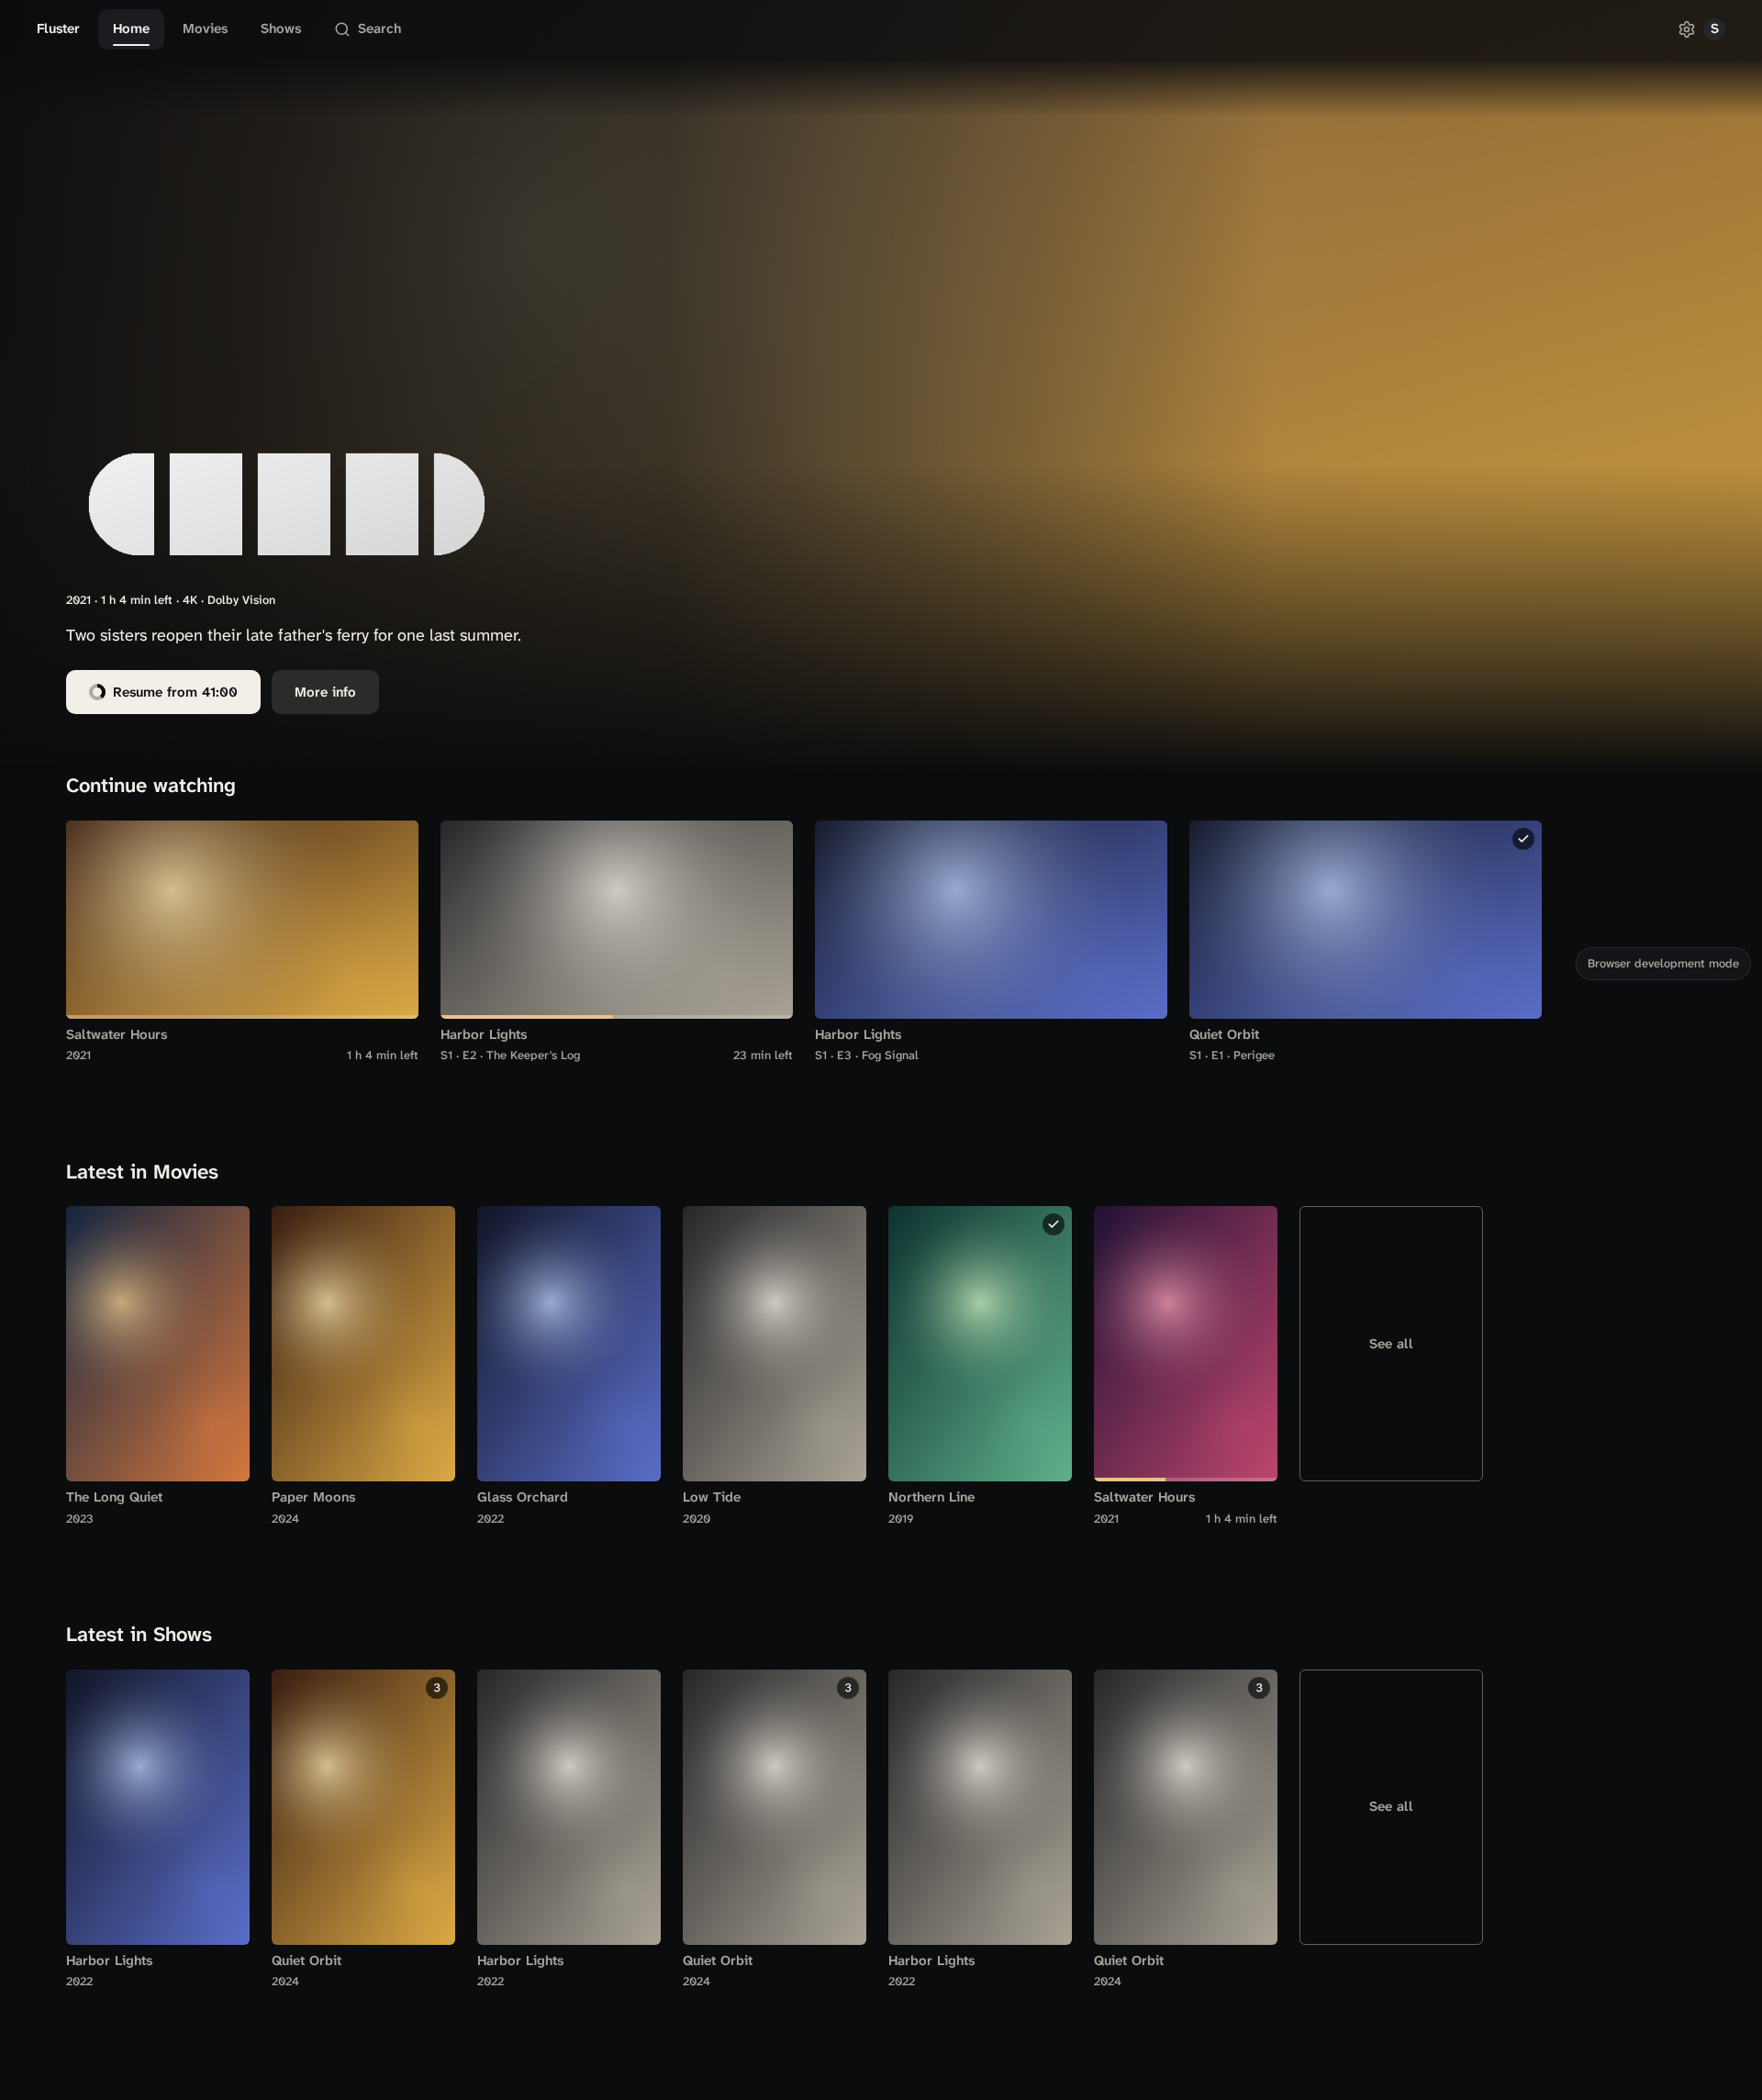 Fluster Home Movies Shows Search S
2021 · 1 h 4 min left · 4K · Dolby Vision
Two sisters reopen their late father's ferry for one last summer.
Resume from 41:00 More info
Continue watching
Browser development mode
Saltwater Hours Harbor Lights Harbor Lights Quiet Orbit
2021 1 h 4 min left S1 · E2 · The Keeper's Log 23 min left S1 · E3 · Fog Signal S1 · E1 · Perigee
Latest in Movies
See all
The Long Quiet Paper Moons Glass Orchard Low Tide Northern Line Saltwater Hours
2023 2024 2022 2020 2019 2021 1 h 4 min left
Latest in Shows
3 3 3
See all
Harbor Lights Quiet Orbit Harbor Lights Quiet Orbit Harbor Lights Quiet Orbit
2022 2024 2022 2024 2022 2024